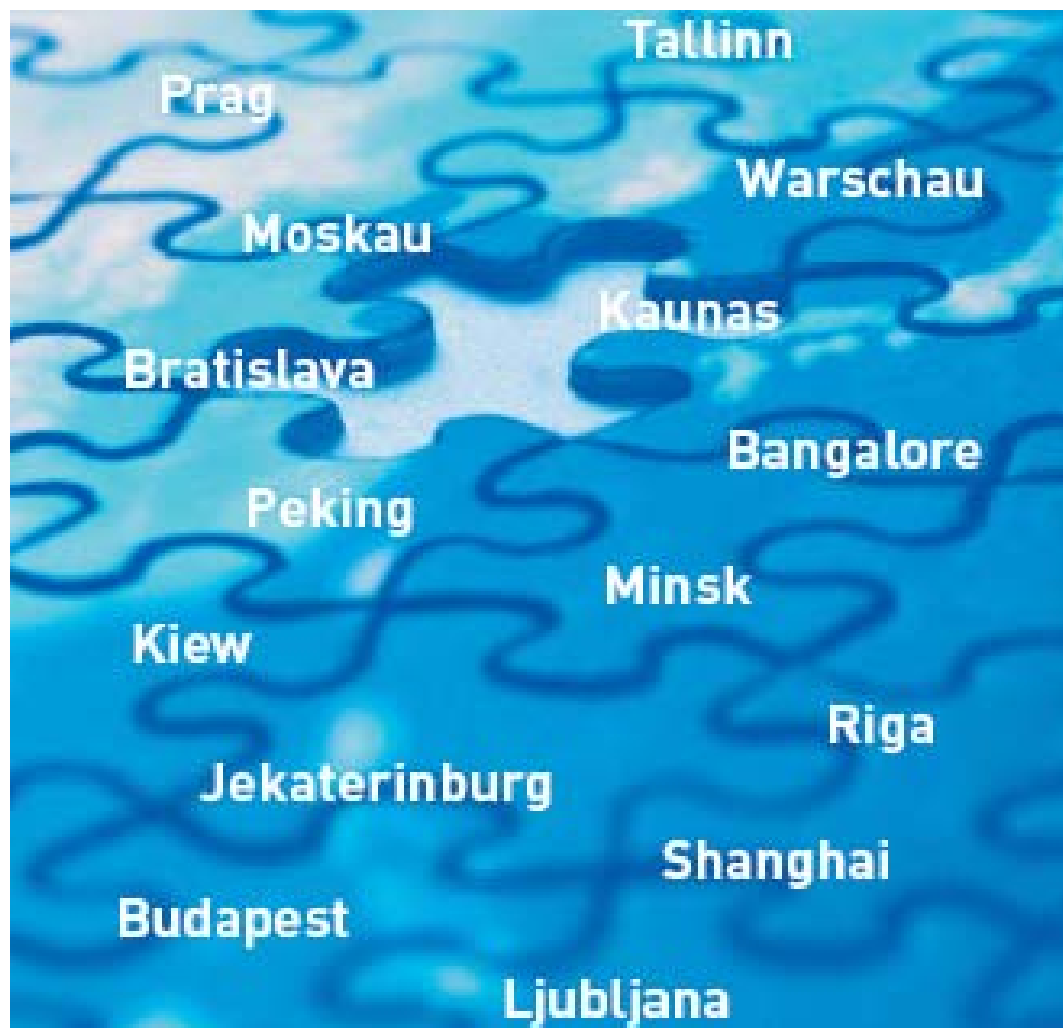 Tallinn
Prag
Warschau
Moskau
Kaunas
Bratislava
Bangalore
Peking
Minsk
Kiew
Riga
Jekaterinburg
Shanghai
Budapest
Ljubljana